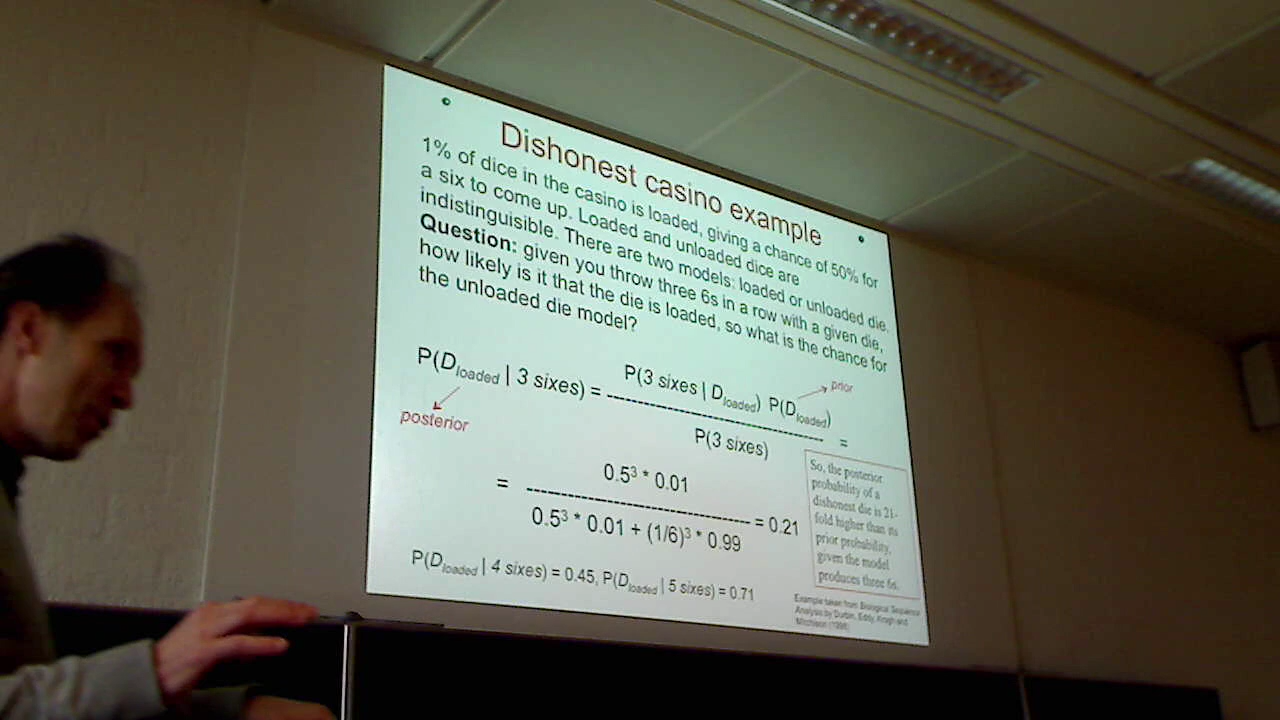 Dishonest casino example
1% of dice in the casino is loaded, giving a chance of 50% for
a six to come up. Loaded and unloaded dice are
indistinguisible. There are two models: loaded or unloaded die.
Question: given you throw three 6s in a row with a given die,
how likely is it that the die is loaded, so what is the chance for
the unloaded die model?
P(D_loaded | 3 sixes) = P(3 sixes | D_loaded) P(D_loaded) prior
------------------------------------ =
posterior
P(3 sixes)
0.5³ * 0.01
= ------------------------------------ = 0.21
0.5³ * 0.01 + (1/6)³ * 0.99
So, the posterior
probability of a
dishonest die is 21-
fold higher than its
prior probability,
given the model
produces three 6s.
P(D_loaded | 4 sixes) = 0.45, P(D_loaded | 5 sixes) = 0.71
Example taken from Biological Sequence
Analysis by Durbin, Eddy, Krogh and
Mitchison (1998)